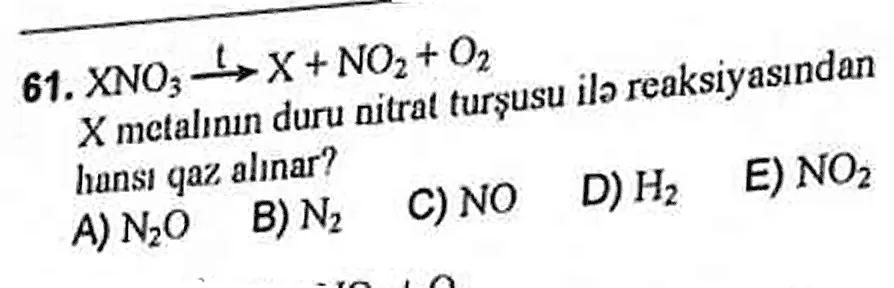 61. XNO₃ —t→ X + NO₂ + O₂
X metalının duru nitrat turşusu ilə reaksiyasından
hansı qaz alınar?
A) N₂O B) N₂ C) NO D) H₂ E) NO₂